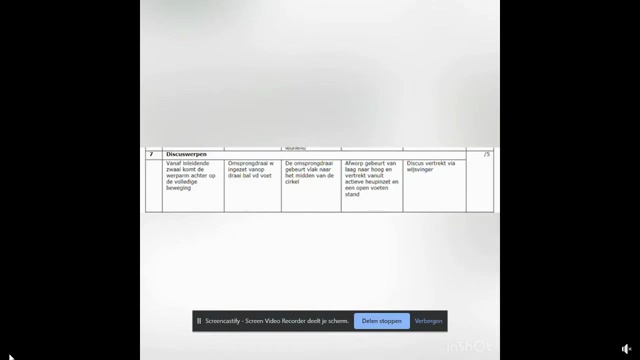 7 Discuswerpen /5
Vanaf inleidende zwaai komt de werparm achter op de volledige beweging
Omsprongdraai w ingezet vanop draai bal vd voet
De omsprongdraai gebeurt vlak naar het midden van de cirkel
Afworp gebeurt van laag naar hoog en vertrekt vanuit actieve heupinzet en een open voeten stand
Discus vertrekt via wijsvinger
Screencastify - Screen Video Recorder deelt je scherm. Delen stoppen Verbergen
InShOt